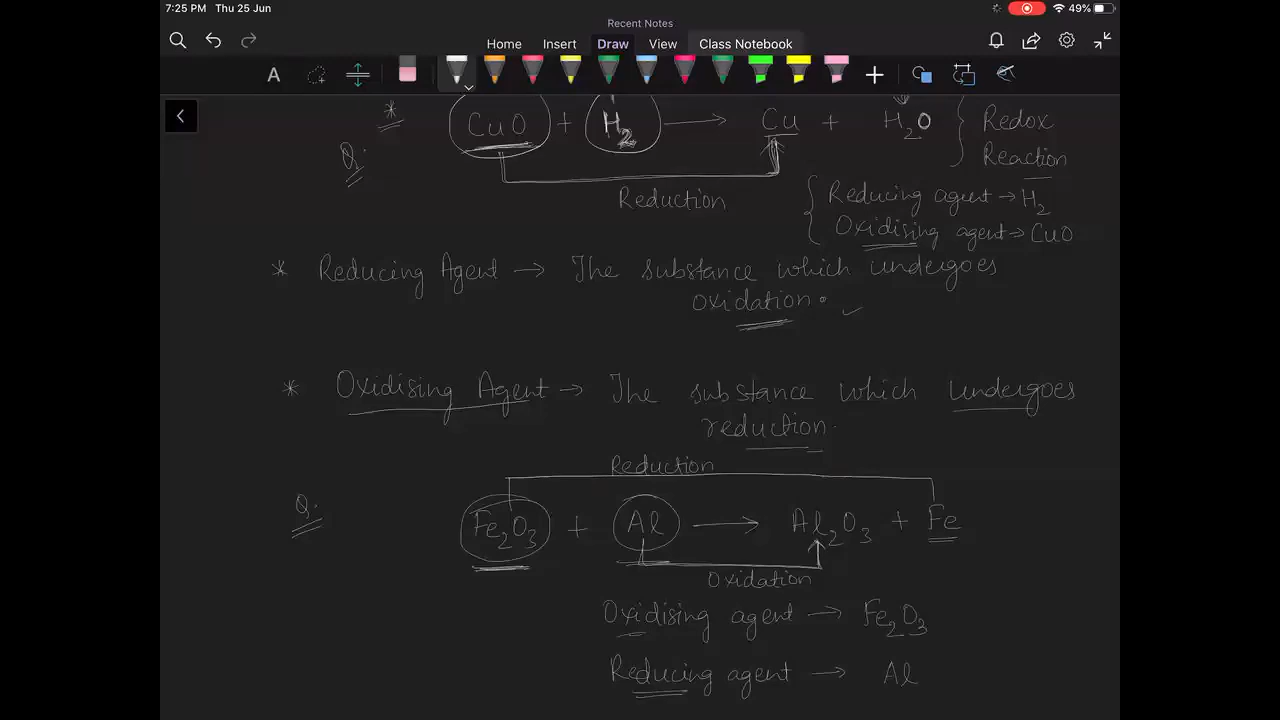 7:25 PM Thu 25 Jun
49%
Recent Notes
Home Insert Draw View Class Notebook
A
* CuO + H2 → Cu + H2O Redox
Q. Reaction
Reduction
Reducing agent → H2
Oxidising agent → CuO
* Reducing Agent → The substance which undergoes
oxidation.
* Oxidising Agent → The substance which undergoes
reduction.
Reduction
Q. Fe2O3 + Al → Al2O3 + Fe
Oxidation
Oxidising agent → Fe2O3
Reducing agent → Al